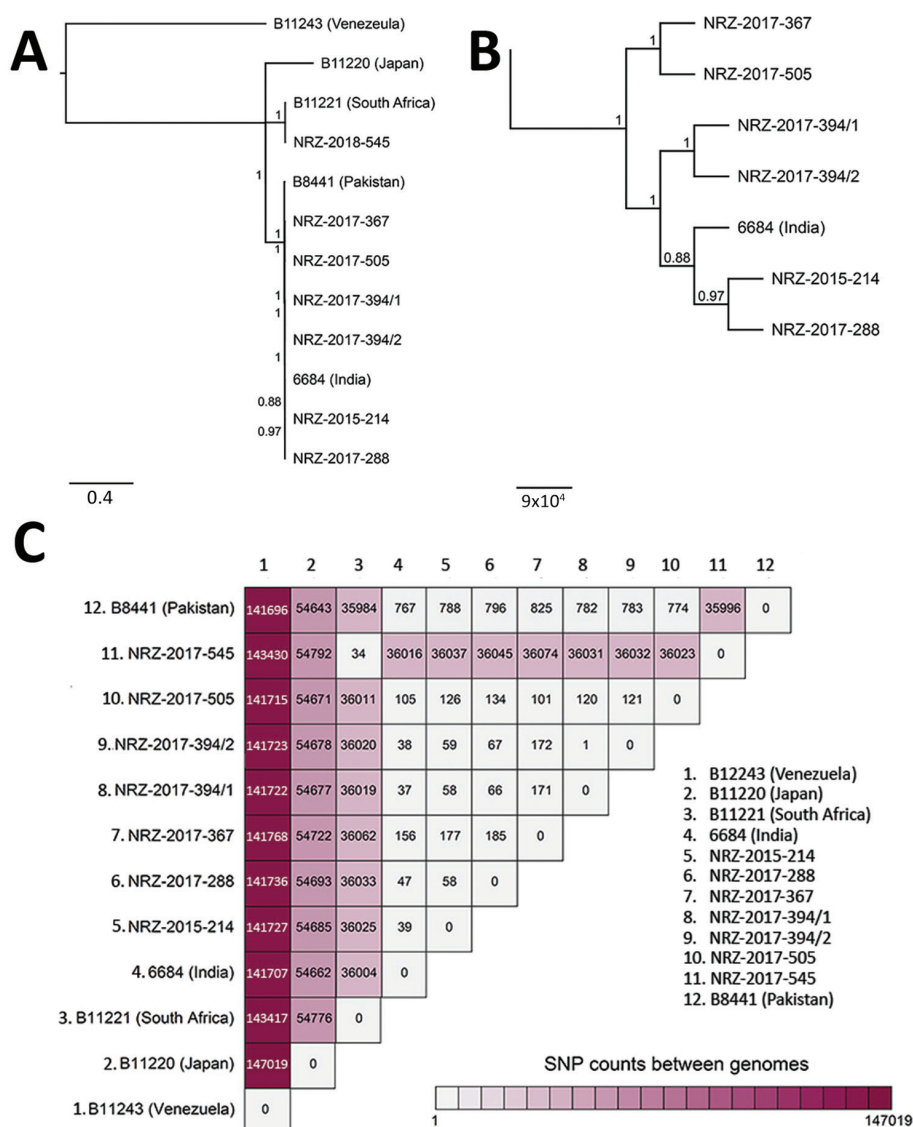 A
B11243 (Venezeula)
B11220 (Japan)
B11221 (South Africa)
1
NRZ-2018-545
1
B8441 (Pakistan)
NRZ-2017-367
1
1
NRZ-2017-505
1
NRZ-2017-394/1
1
NRZ-2017-394/2
1
6684 (India)
0.88
NRZ-2015-214
0.97
NRZ-2017-288
0.4
B
NRZ-2017-367
1
NRZ-2017-505
1
NRZ-2017-394/1
1
NRZ-2017-394/2
1
6684 (India)
0.88
NRZ-2015-214
0.97
NRZ-2017-288
9x10⁴
C
1 2 3 4 5 6 7 8 9 10 11 12
12. B8441 (Pakistan) 141696 54643 35984 767 788 796 825 782 783 774 35996 0
11. NRZ-2017-545 143430 54792 34 36016 36037 36045 36074 36031 36032 36023 0
10. NRZ-2017-505 141715 54671 36011 105 126 134 101 120 121 0
9. NRZ-2017-394/2 141723 54678 36020 38 59 67 172 1 0
8. NRZ-2017-394/1 141722 54677 36019 37 58 66 171 0
7. NRZ-2017-367 141768 54722 36062 156 177 185 0
6. NRZ-2017-288 141736 54693 36033 47 58 0
5. NRZ-2015-214 141727 54685 36025 39 0
4. 6684 (India) 141707 54662 36004 0
3. B11221 (South Africa) 143417 54776 0
2. B11220 (Japan) 147019 0
1. B11243 (Venezuela) 0
1. B12243 (Venezuela)
2. B11220 (Japan)
3. B11221 (South Africa)
4. 6684 (India)
5. NRZ-2015-214
6. NRZ-2017-288
7. NRZ-2017-367
8. NRZ-2017-394/1
9. NRZ-2017-394/2
10. NRZ-2017-505
11. NRZ-2017-545
12. B8441 (Pakistan)
SNP counts between genomes
1 147019